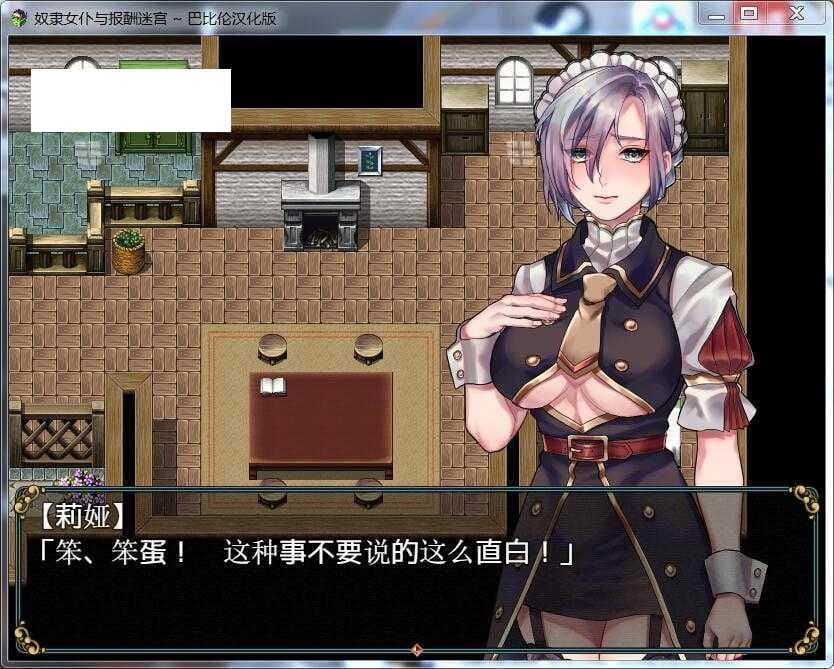 奴隶女仆与报酬迷宫 ~ 巴比伦汉化版
【莉娅】
「笨、笨蛋！　这种事不要说的这么直白！」